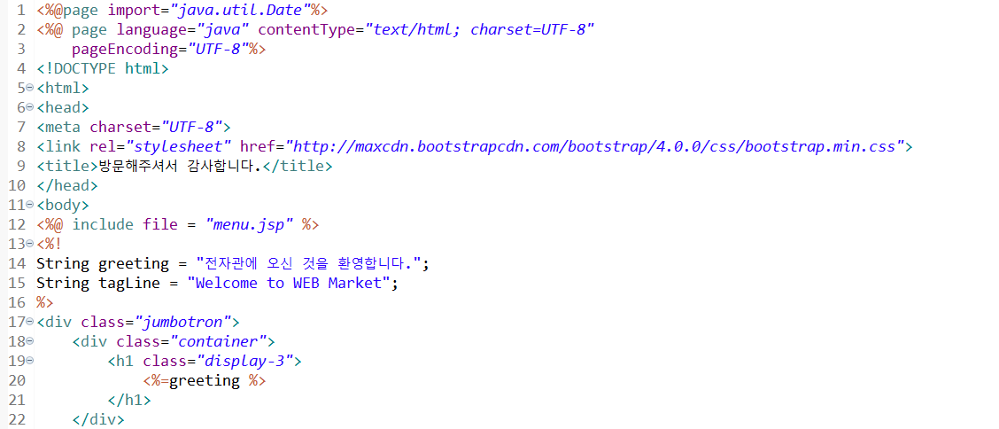 1 <%@page import="java.util.Date"%>
2 <%@ page language="java" contentType="text/html; charset=UTF-8"
3     pageEncoding="UTF-8"%>
4 <!DOCTYPE html>
5 <html>
6 <head>
7 <meta charset="UTF-8">
8 <link rel="stylesheet" href="http://maxcdn.bootstrapcdn.com/bootstrap/4.0.0/css/bootstrap.min.css">
9 <title>방문해주셔서 감사합니다.</title>
10 </head>
11 <body>
12 <%@ include file = "menu.jsp" %>
13 <%!
14 String greeting = "전자관에 오신 것을 환영합니다.";
15 String tagLine = "Welcome to WEB Market";
16 %>
17 <div class="jumbotron">
18     <div class="container">
19         <h1 class="display-3">
20             <%=greeting %>
21         </h1>
22     </div>